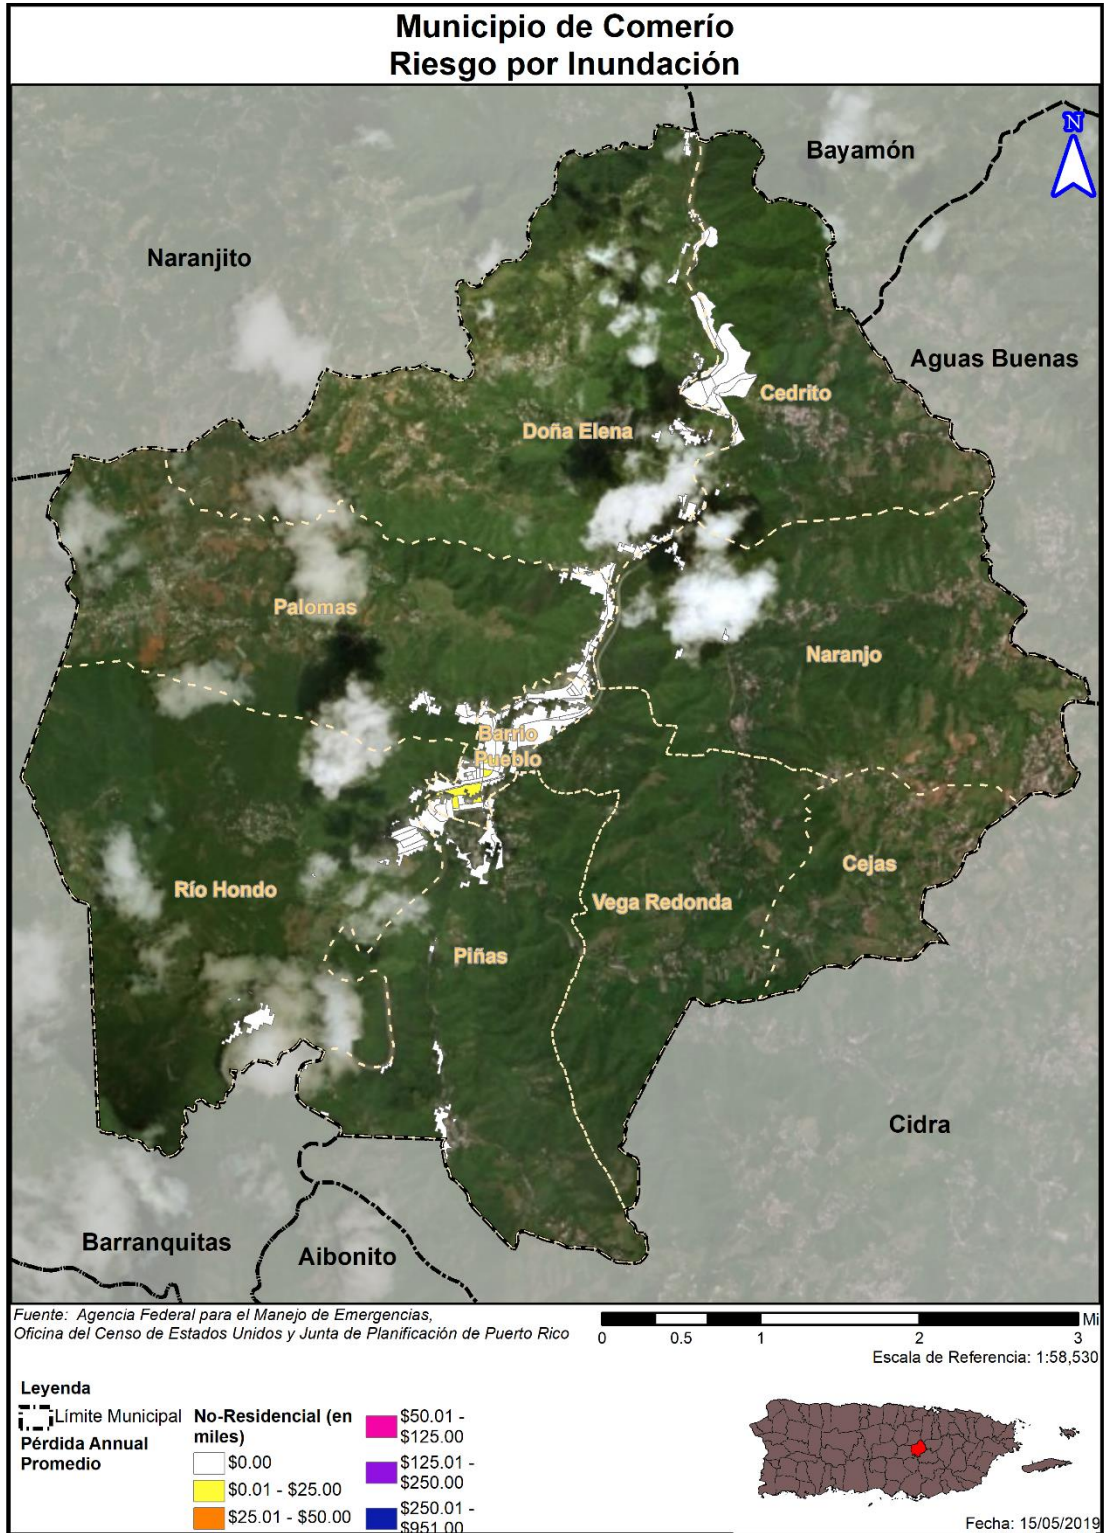 Municipio de Comerío
Riesgo por Inundación
N
Bayamón
Naranjito
Aguas Buenas
Cedrito
Doña Elena
Palomas
Naranjo
Barrio
Pueblo
Cejas
Río Hondo
Vega Redonda
Piñas
Cidra
Barranquitas
Aibonito
Fuente: Agencia Federal para el Manejo de Emergencias,
Oficina del Censo de Estados Unidos y Junta de Planificación de Puerto Rico
Mi
0 0.5 1 2 3
Escala de Referencia: 1:58,530
Leyenda
Límite Municipal
Pérdida Annual
Promedio
No-Residencial (en
miles)
$0.00
$0.01 - $25.00
$25.01 - $50.00
$50.01 -
$125.00
$125.01 -
$250.00
$250.01 -
$951.00
Fecha: 15/05/2019